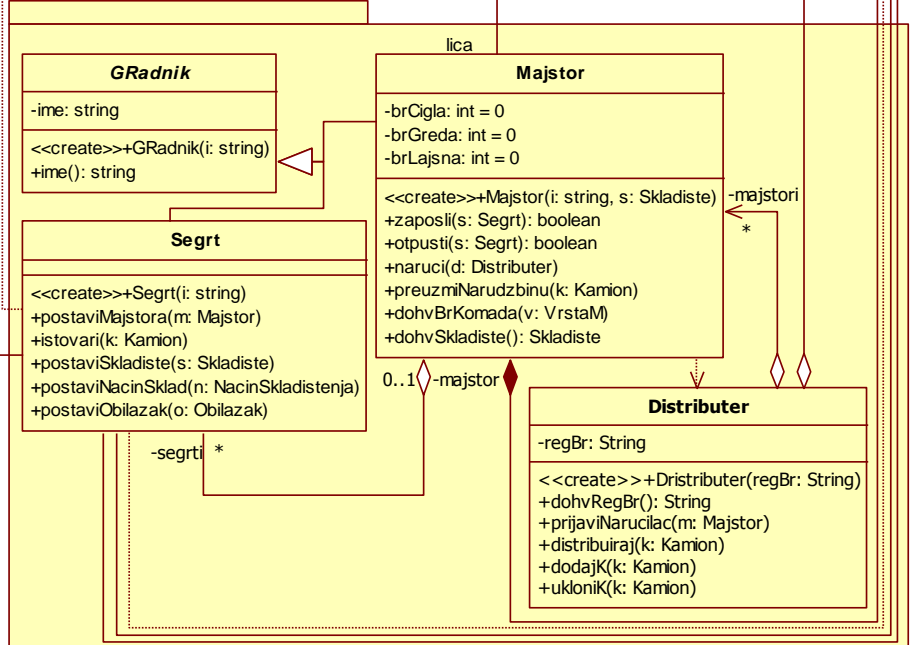 lica
GRadnik
-ime: string
<<create>>+GRadnik(i: string)
+ime(): string
Majstor
-brCigla: int = 0
-brGreda: int = 0
-brLajsna: int = 0
<<create>>+Majstor(i: string, s: Skladiste)
+zaposli(s: Segrt): boolean
+otpusti(s: Segrt): boolean
+naruci(d: Distributer)
+preuzmiNarudzbinu(k: Kamion)
+dohvBrKomada(v: VrstaM)
+dohvSkladiste(): Skladiste
-majstori
*
Segrt
<<create>>+Segrt(i: string)
+postaviMajstora(m: Majstor)
+istovari(k: Kamion)
+postaviSkladiste(s: Skladiste)
+postaviNacinSklad(n: NacinSkladistenja)
+postaviObilazak(o: Obilazak)
0..1
-majstor
-segrti
*
Distributer
-regBr: String
<<create>>+Dristributer(regBr: String)
+dohvRegBr(): String
+prijaviNarucilac(m: Majstor)
+distribuiraj(k: Kamion)
+dodajK(k: Kamion)
+ukloniK(k: Kamion)